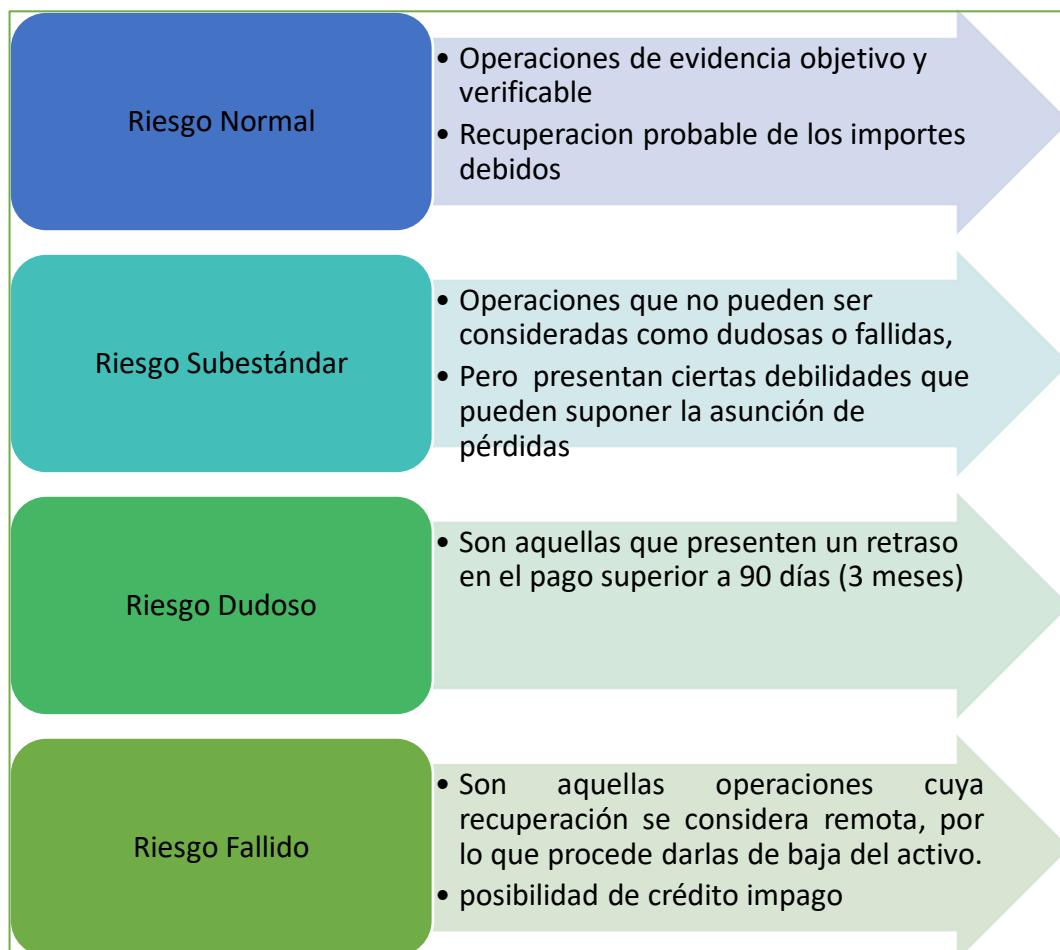 Riesgo Normal
• Operaciones de evidencia objetivo y
verificable
• Recuperacion probable de los importes
debidos
Riesgo Subestándar
• Operaciones que no pueden ser
consideradas como dudosas o fallidas,
• Pero presentan ciertas debilidades que
pueden suponer la asunción de
pérdidas
Riesgo Dudoso
• Son aquellas que presenten un retraso
en el pago superior a 90 días (3 meses)
Riesgo Fallido
• Son aquellas operaciones cuya
recuperación se considera remota, por
lo que procede darlas de baja del activo.
• posibilidad de crédito impago